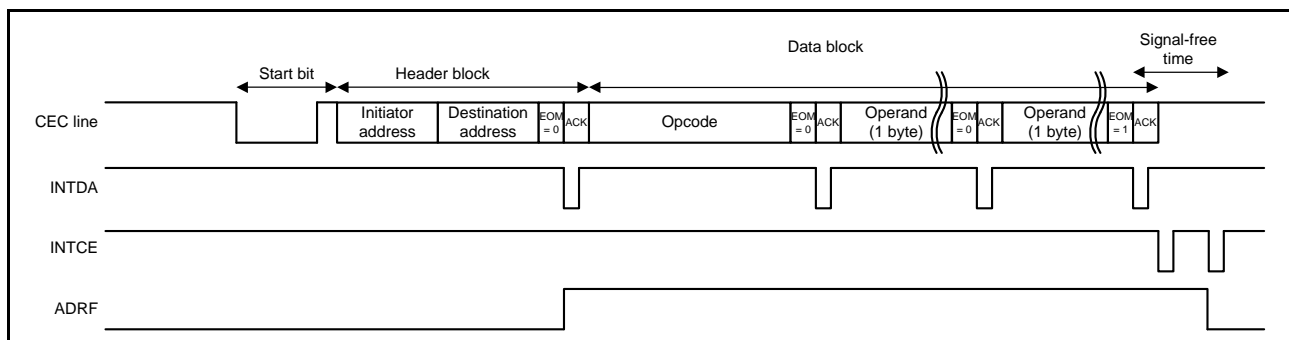 Data block
Signal-free
time
Start bit
Header block
CEC line
Initiator
address
Destination
address
EOM
= 0
ACK
Opcode
EOM
= 0
ACK
Operand
(1 byte)
EOM
= 0
ACK
Operand
(1 byte)
EOM
= 1
ACK
INTDA
INTCE
ADRF